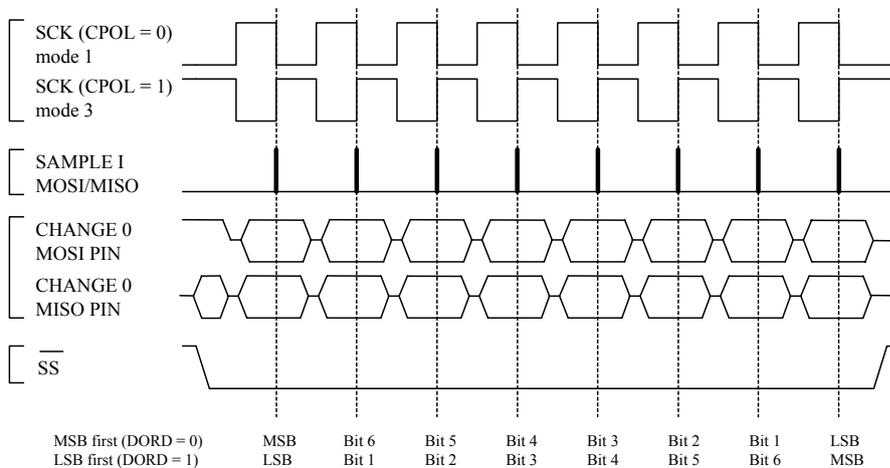 SCK (CPOL = 0)
mode 1
SCK (CPOL = 1)
mode 3
SAMPLE I
MOSI/MISO
CHANGE 0
MOSI PIN
CHANGE 0
MISO PIN
SS
MSB first (DORD = 0) MSB Bit 6 Bit 5 Bit 4 Bit 3 Bit 2 Bit 1 LSB
LSB first (DORD = 1) LSB Bit 1 Bit 2 Bit 3 Bit 4 Bit 5 Bit 6 MSB